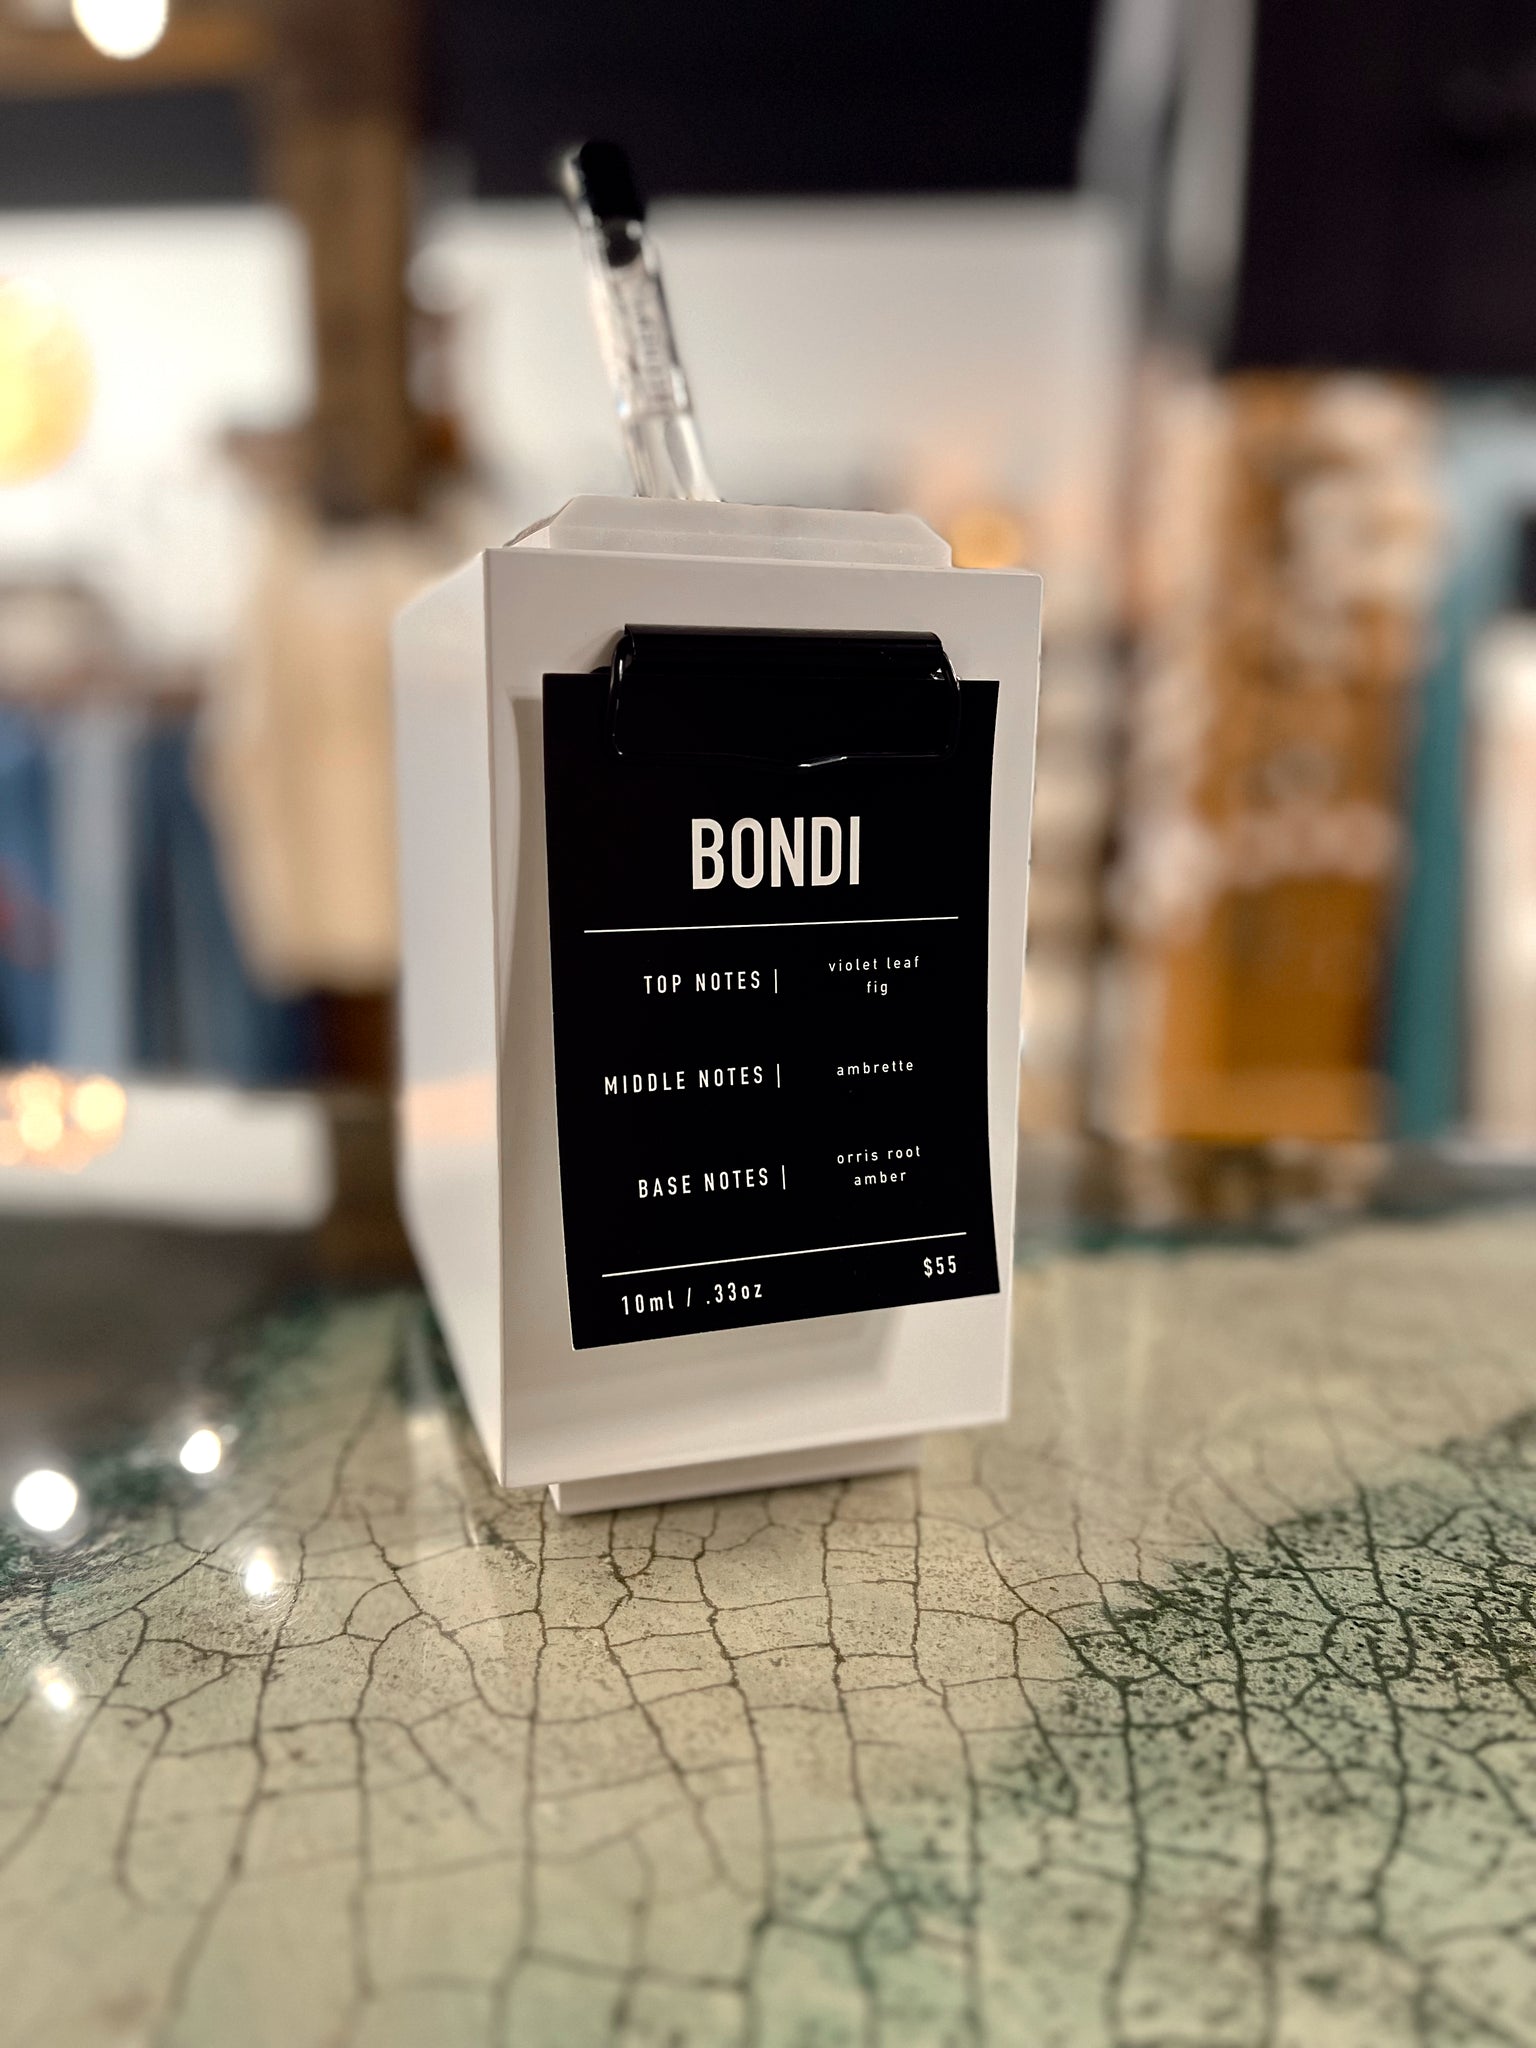 BONDI
TOP NOTES | violet leaf
fig
MIDDLE NOTES | ambrette
BASE NOTES | orris root
amber
10ml / .33oz $55